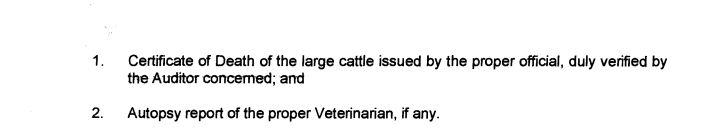 1. Certificate of Death of the large cattle issued by the proper official, duly verified by
the Auditor concerned; and
2. Autopsy report of the proper Veterinarian, if any.